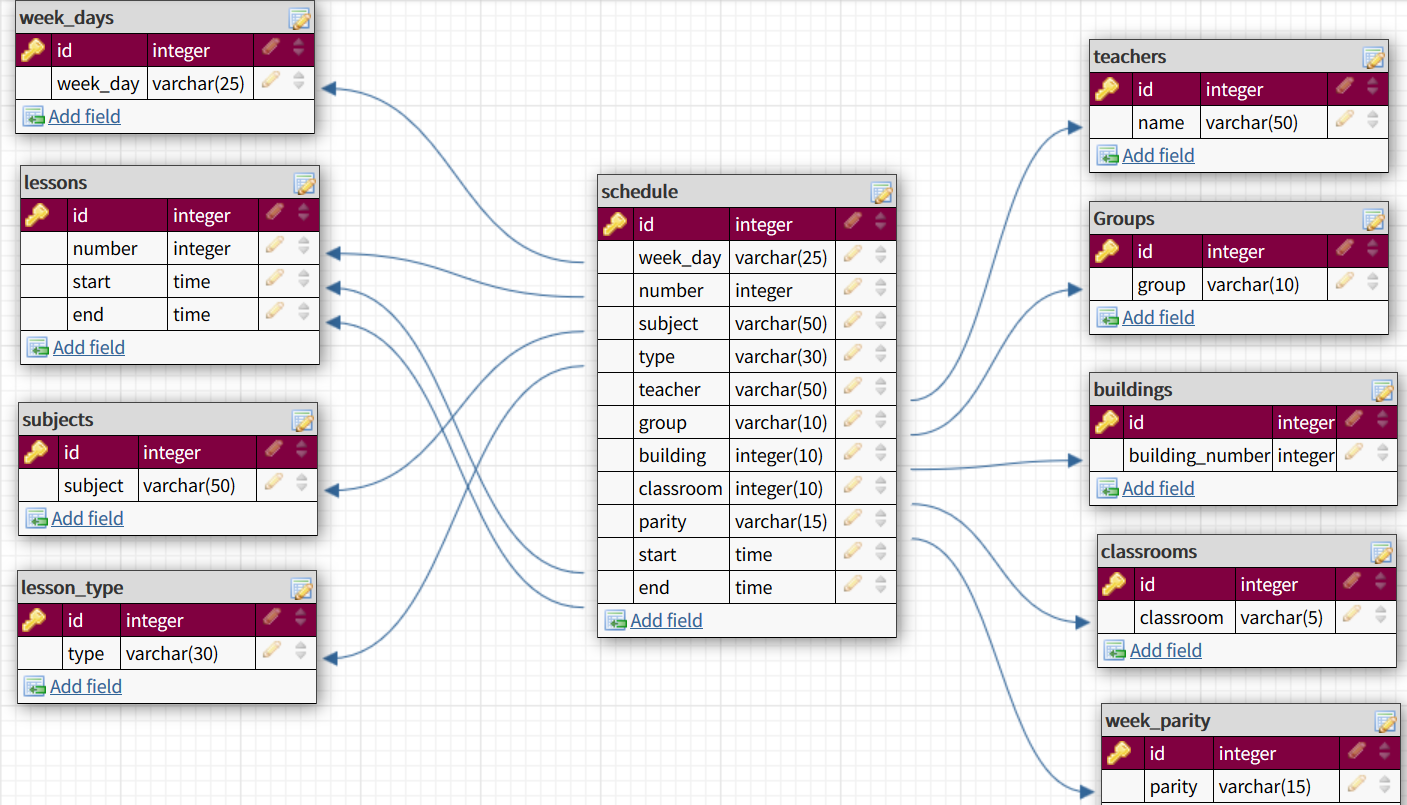 week_days
id integer
week_day varchar(25)
Add field
lessons
id integer
number integer
start time
end time
Add field
subjects
id integer
subject varchar(50)
Add field
lesson_type
id integer
type varchar(30)
Add field
schedule
id integer
week_day varchar(25)
number integer
subject varchar(50)
type varchar(30)
teacher varchar(50)
group varchar(10)
building integer(10)
classroom integer(10)
parity varchar(15)
start time
end time
Add field
teachers
id integer
name varchar(50)
Add field
Groups
id integer
group varchar(10)
Add field
buildings
id integer
building_number integer
Add field
classrooms
id integer
classroom varchar(5)
Add field
week_parity
id integer
parity varchar(15)